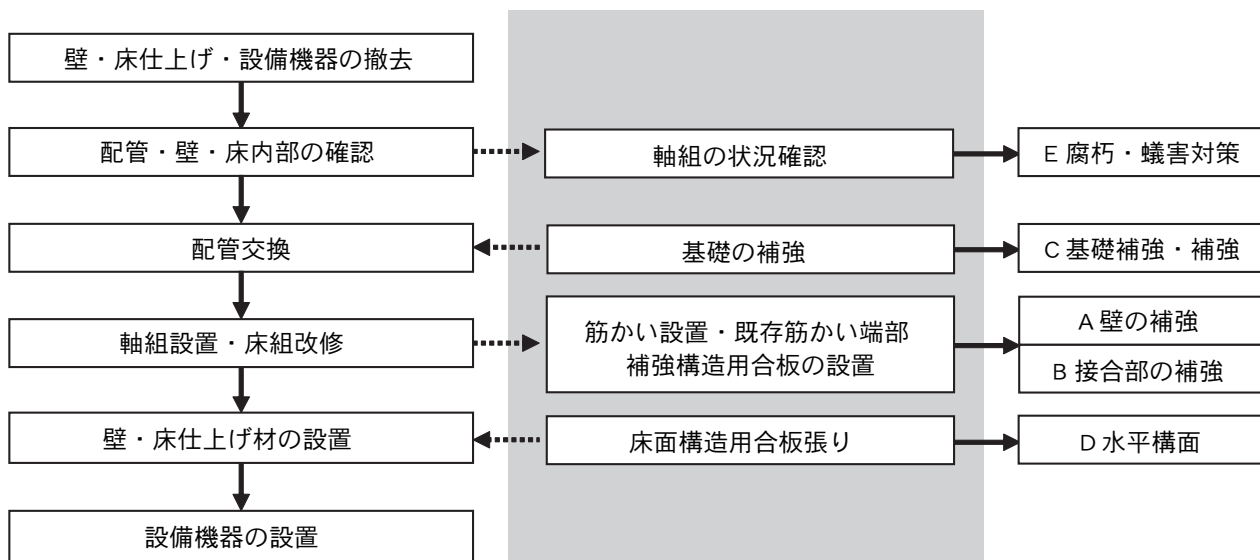 壁・床仕上げ・設備機器の撤去
配管・壁・床内部の確認
軸組の状況確認
E 腐朽・蟻害対策
配管交換
基礎の補強
C 基礎補強・補強
軸組設置・床組改修
筋かい設置・既存筋かい端部
補強構造用合板の設置
A 壁の補強
B 接合部の補強
壁・床仕上げ材の設置
床面構造用合板張り
D 水平構面
設備機器の設置